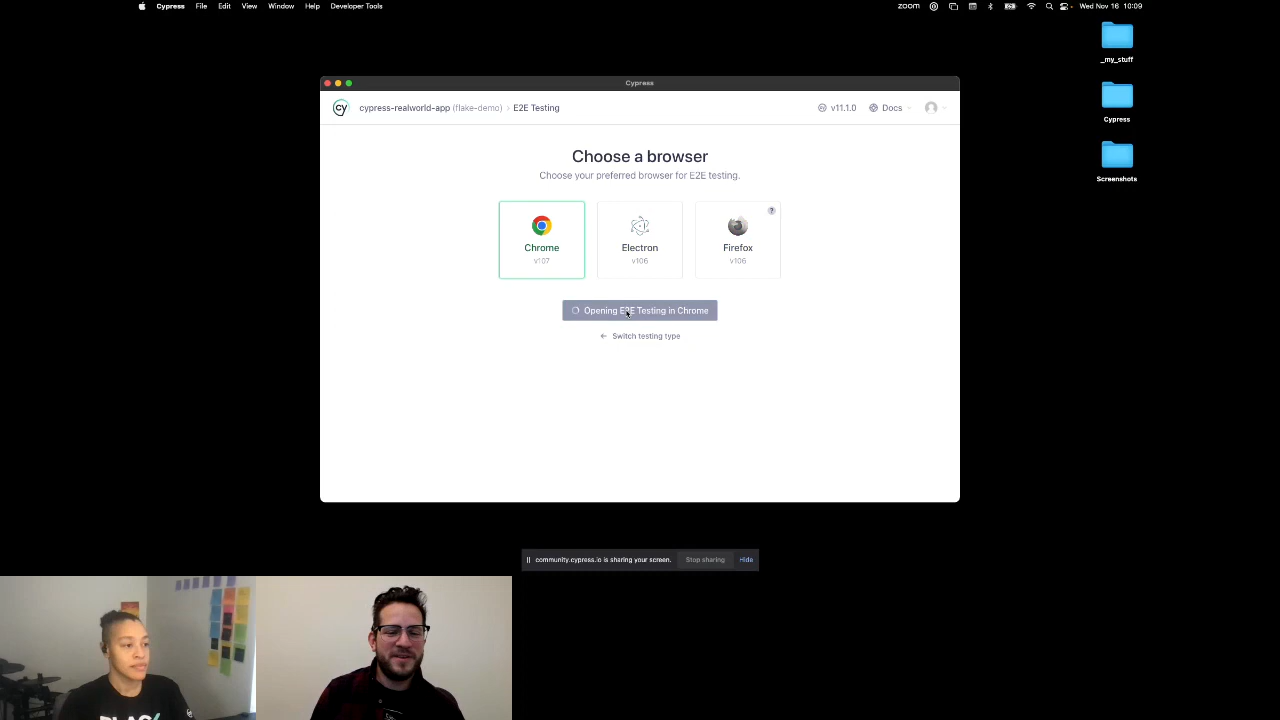 Cypress File Edit View Window Help Developer Tools
zoom Wed Nov 16 10:09
_my_stuff
Cypress
Screenshots
Cypress
cy cypress-realworld-app (flake-demo) › E2E Testing
v11.1.0 Docs
Choose a browser
Choose your preferred browser for E2E testing.
?
Chrome
v107
Electron
v106
Firefox
v106
Opening E2E Testing in Chrome
← Switch testing type
community.cypress.io is sharing your screen. Stop sharing Hide